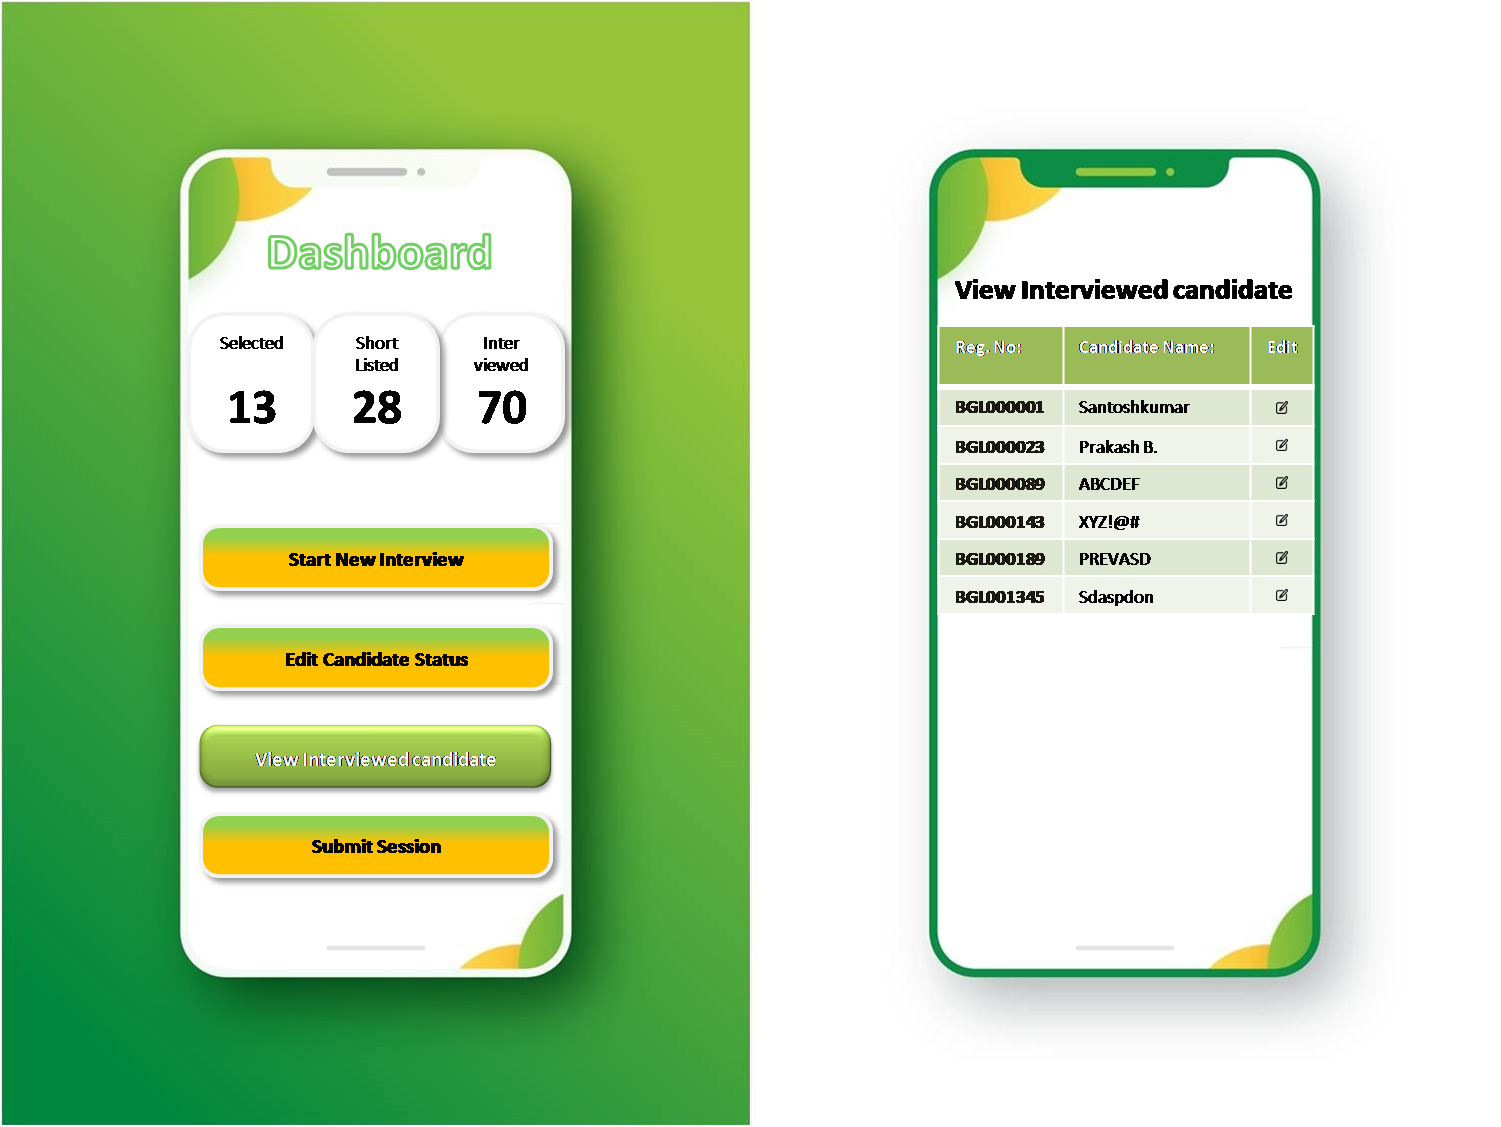 Dashboard
Selected
13
Short
Listed
28
Inter
viewed
70
Start New Interview
Edit Candidate Status
View Interviewed candidate
Submit Session
View Interviewed candidate
Reg. No: Candidate Name: Edit
BGL000001 Santoshkumar
BGL000023 Prakash B.
BGL000089 ABCDEF
BGL000143 XYZ!@#
BGL000189 PREVASD
BGL001345 Sdaspdon